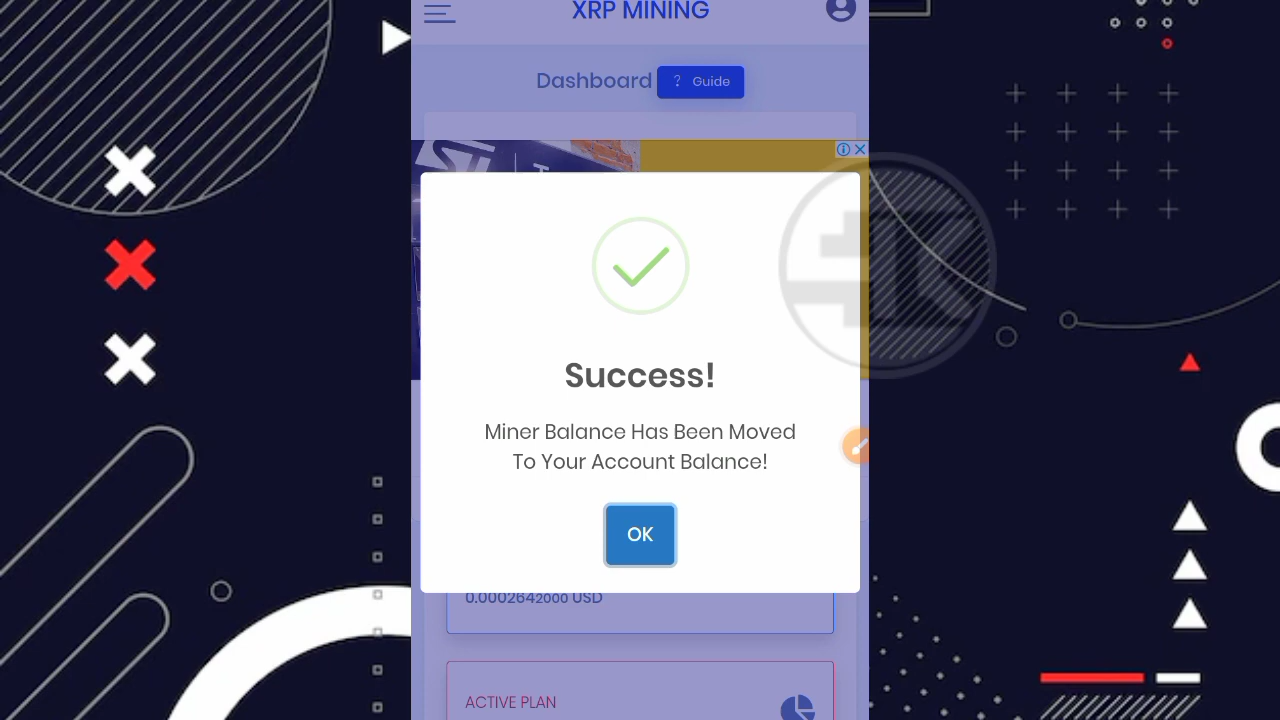 XRP MINING
Dashboard
? Guide
Success!
Miner Balance Has Been Moved
To Your Account Balance!
OK
0.0002642000 USD
ACTIVE PLAN